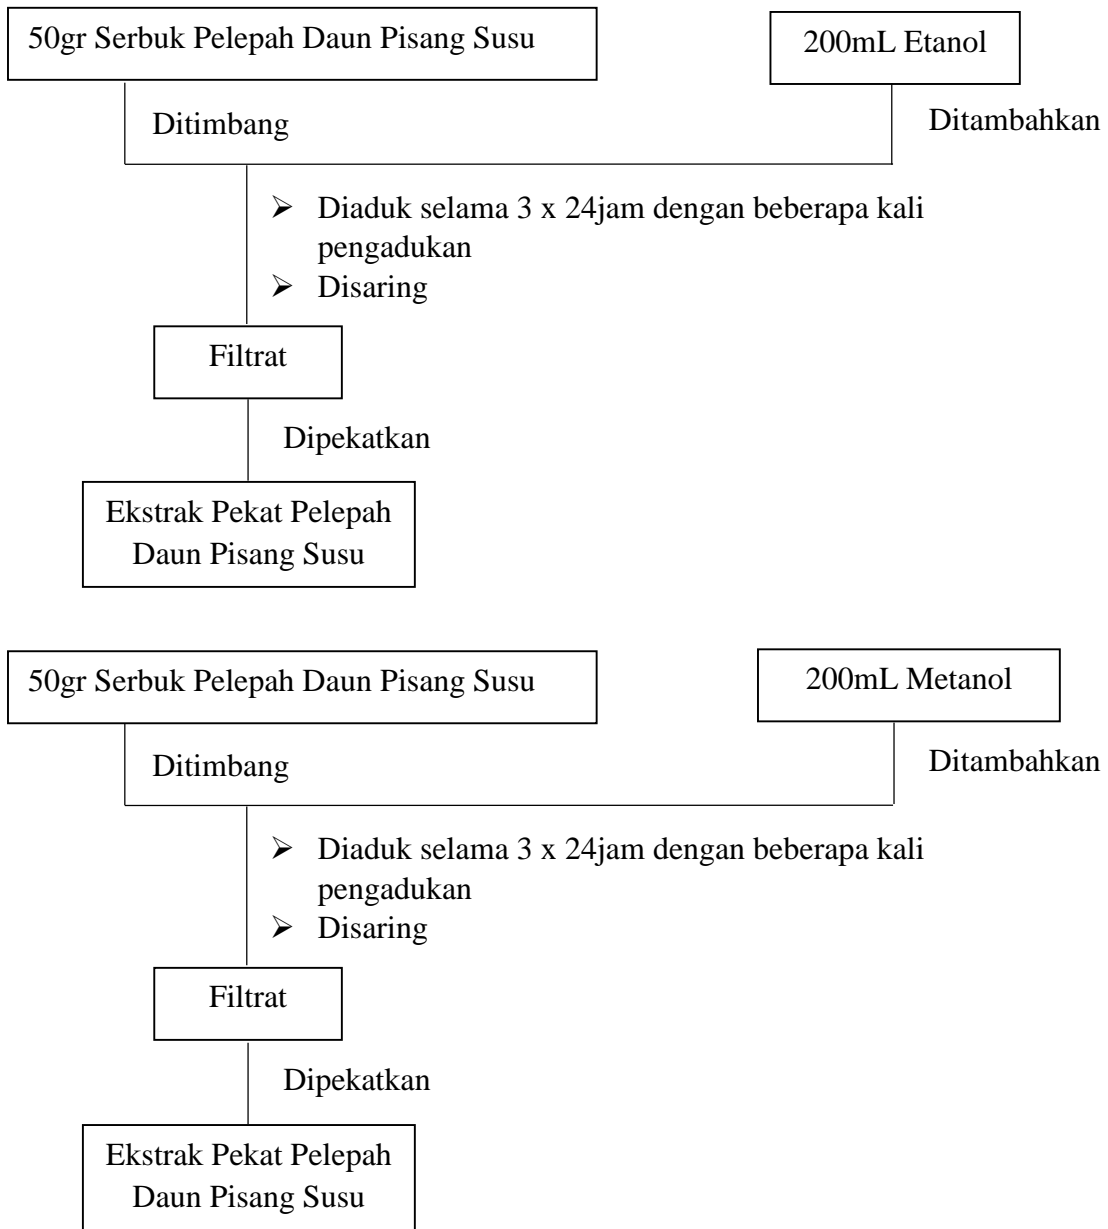 50gr Serbuk Pelepah Daun Pisang Susu
200mL Etanol
Ditimbang
Ditambahkan
➢ Diaduk selama 3 x 24jam dengan beberapa kali
pengadukan
➢ Disaring
Filtrat
Dipekatkan
Ekstrak Pekat Pelepah
Daun Pisang Susu
50gr Serbuk Pelepah Daun Pisang Susu
200mL Metanol
Ditimbang
Ditambahkan
➢ Diaduk selama 3 x 24jam dengan beberapa kali
pengadukan
➢ Disaring
Filtrat
Dipekatkan
Ekstrak Pekat Pelepah
Daun Pisang Susu